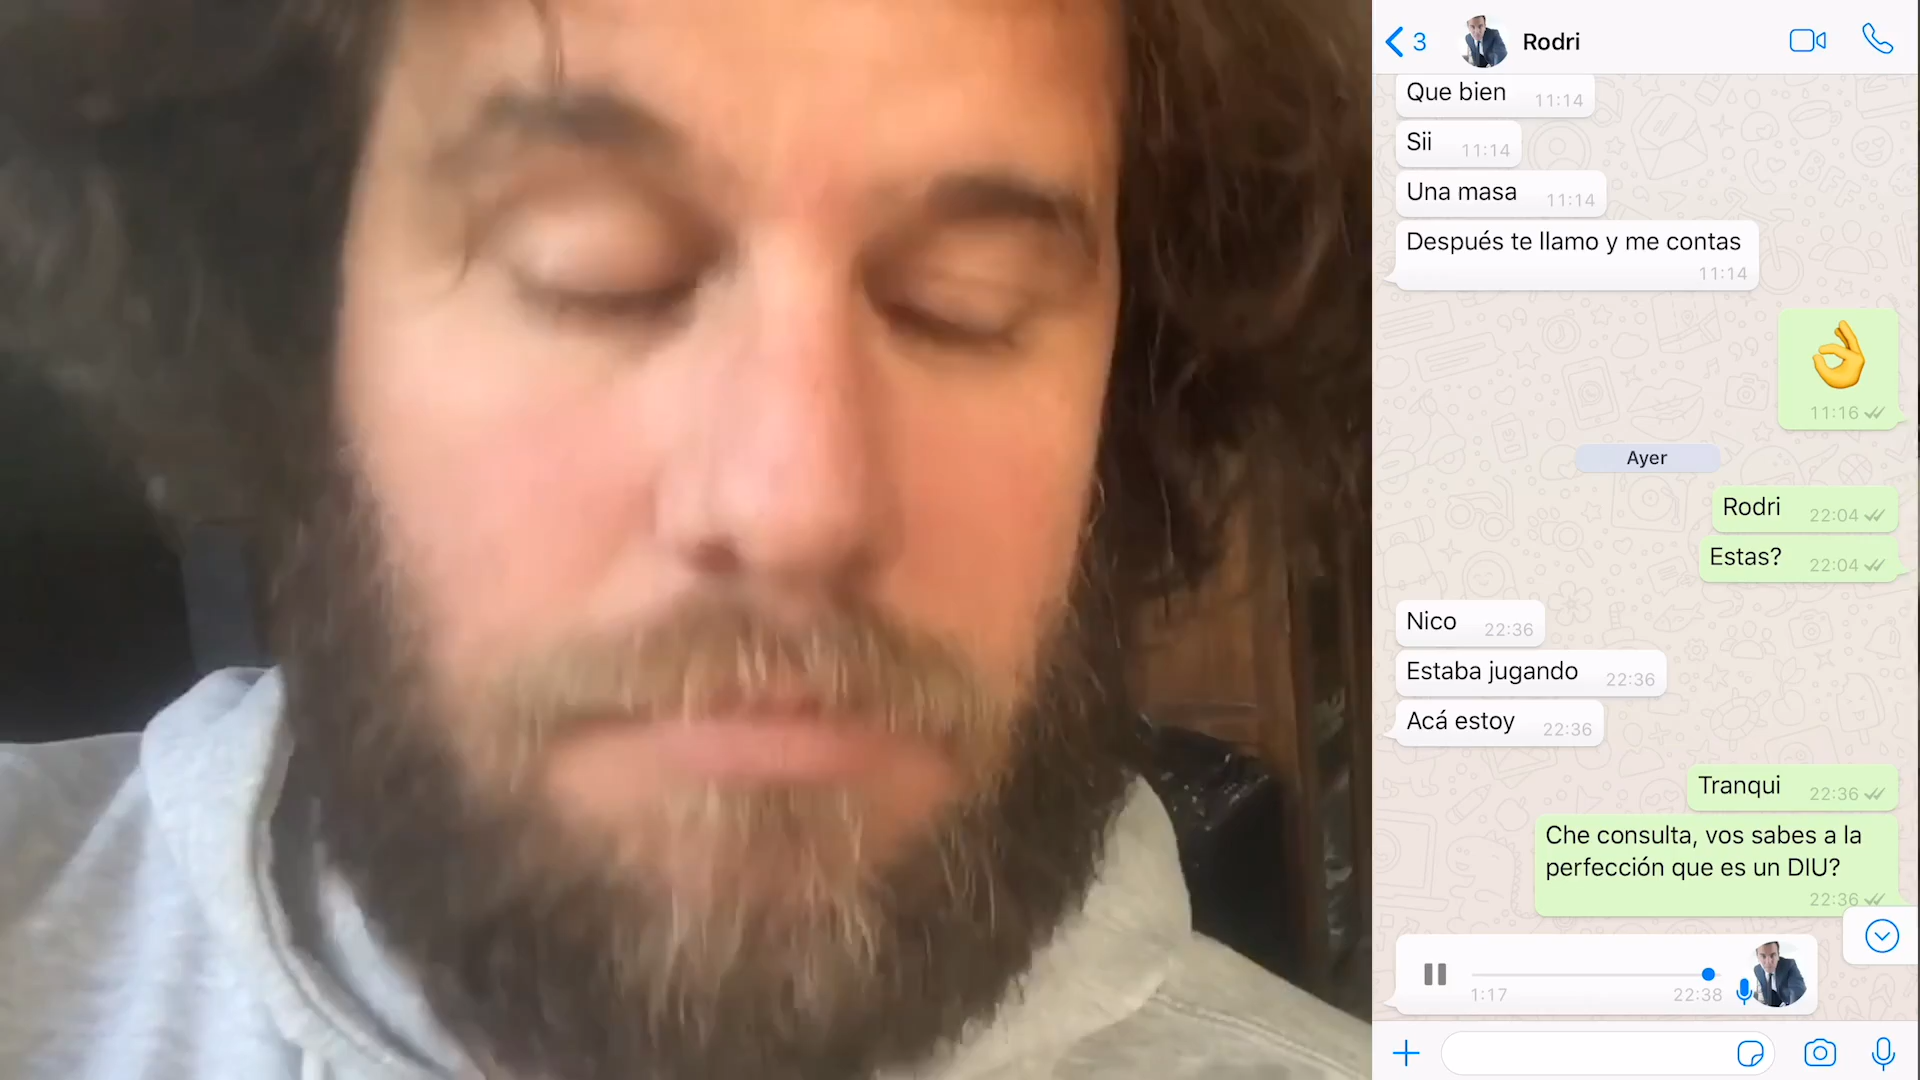 3
Rodri
Que bien 11:14
Sii 11:14
Una masa 11:14
Después te llamo y me contas
11:14
11:16
Ayer
Rodri 22:04
Estas? 22:04
Nico 22:36
Estaba jugando 22:36
Acá estoy 22:36
Tranqui 22:36
Che consulta, vos sabes a la
perfección que es un DIU?
22:36
1:17 22:38